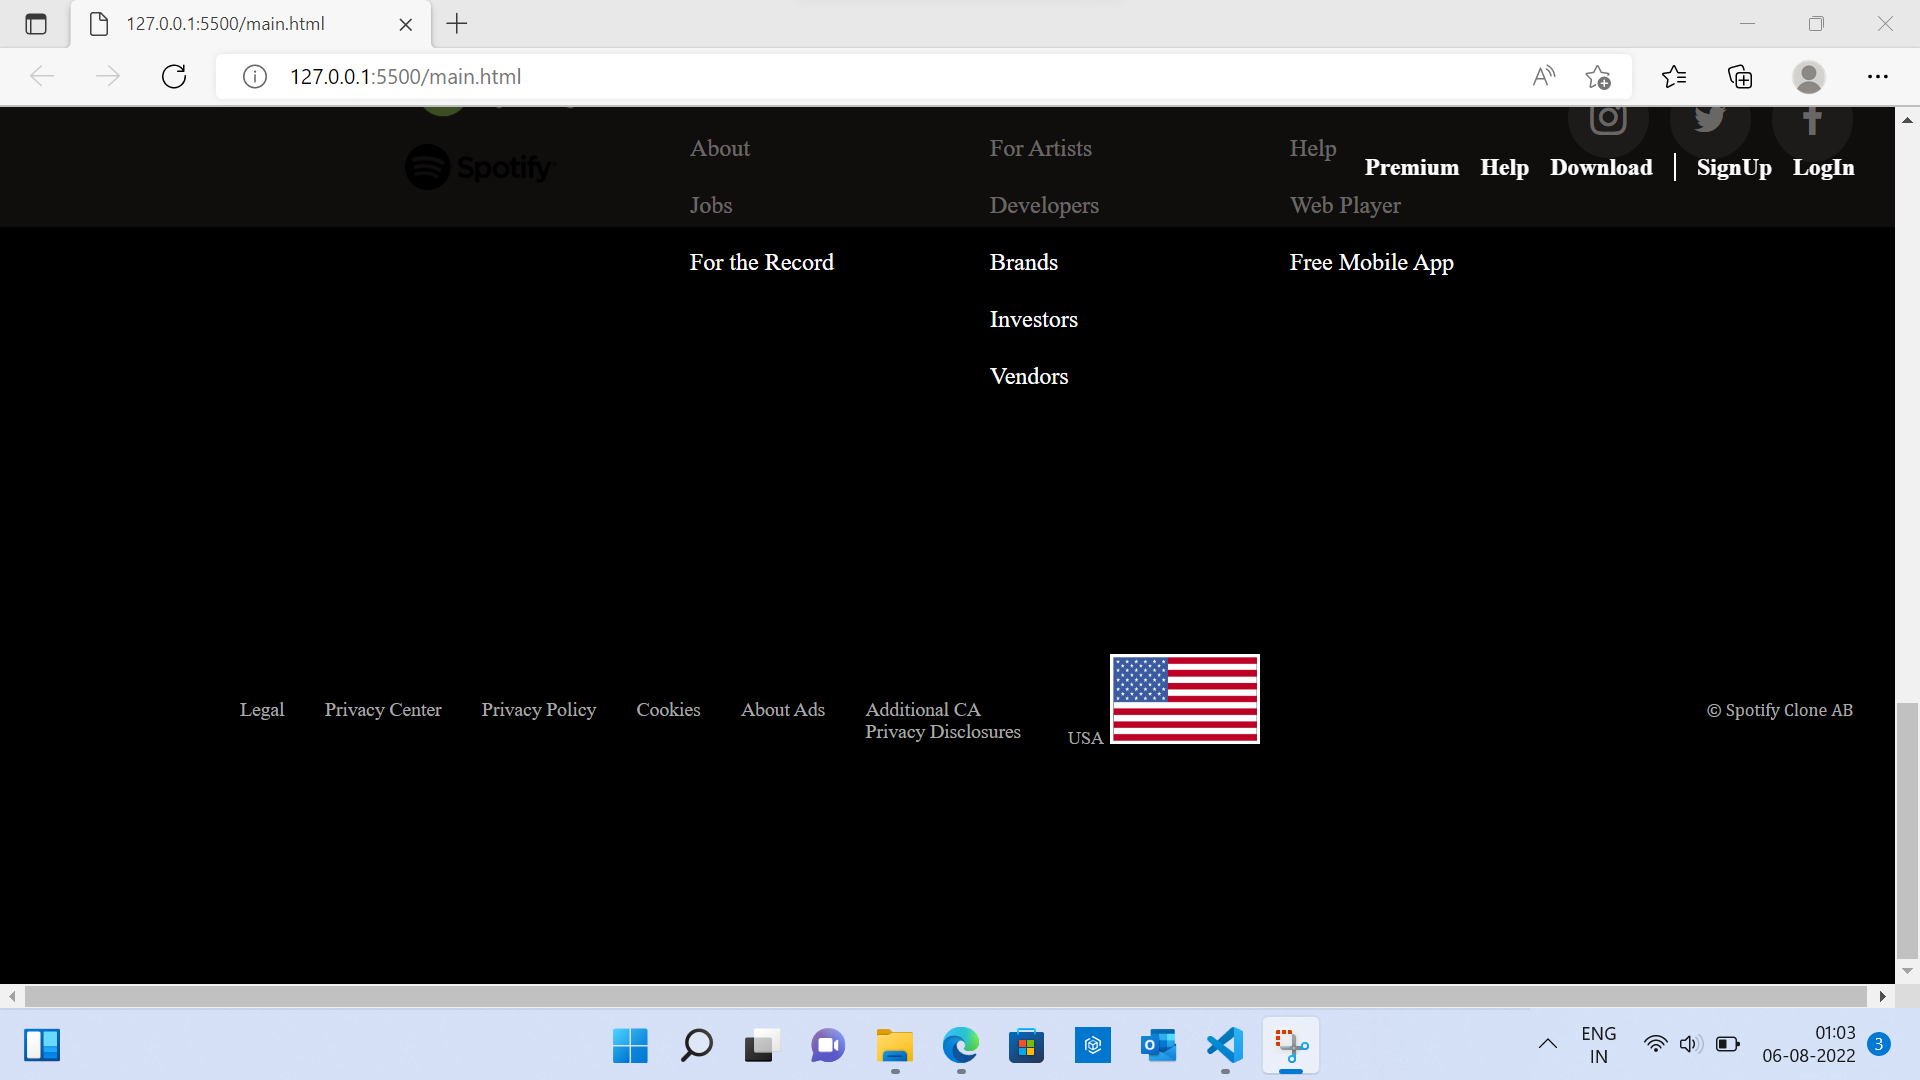 127.0.0.1:5500/main.html
127.0.0.1:5500/main.html
About
For Artists
Help
Spotify
Premium Help Download | SignUp LogIn
Jobs
Developers
Web Player
For the Record
Brands
Free Mobile App
Investors
Vendors
Legal
Privacy Center
Privacy Policy
Cookies
About Ads
Additional CA
Privacy Disclosures
USA
© Spotify Clone AB
ENG
IN
01:03
06-08-2022
3